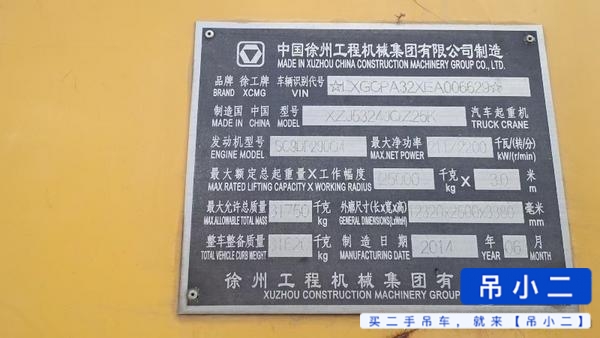 中国徐州工程机械集团有限公司制造
MADE IN XUZHOU CHINA CONSTRUCTION MACHINERY GROUP CO., LTD.
品牌 徐工牌 车辆识别代号
BRAND XCMG VIN ☆LXGCPA32XEA006629☆
制造国 中国 型号 XZJ5324JQZ25K 汽车起重机
MADE IN CHINA MODEL TRUCK CRANE
发动机型号 最大净功率 千瓦/(转/分)
ENGINE MODEL MAX.NET POWER 2200 kW/(r/min)
最大额定总起重量×工作幅度 25000 千克 × 3.0 米
MAX RATED LIFTING CAPACITY X WORKING RADIUS kg m
最大允许总质量 31750 千克 外廓尺寸(长x宽x高) 毫米
MAX ALLOWABLE TOTAL MASS kg GENERAL DIMENSIONS(LxWxH) mm
整车整备质量 31620 千克 制造日期 2014 年 06 月
TOTAL VEHICLE CURB WEIGHT kg MANUFACTURING DATE YEAR MONTH
徐州工程机械集团有
XUZHOU CONSTRUCTION MACHINERY GROUP
吊小二
买二手吊车，就来【吊小二】